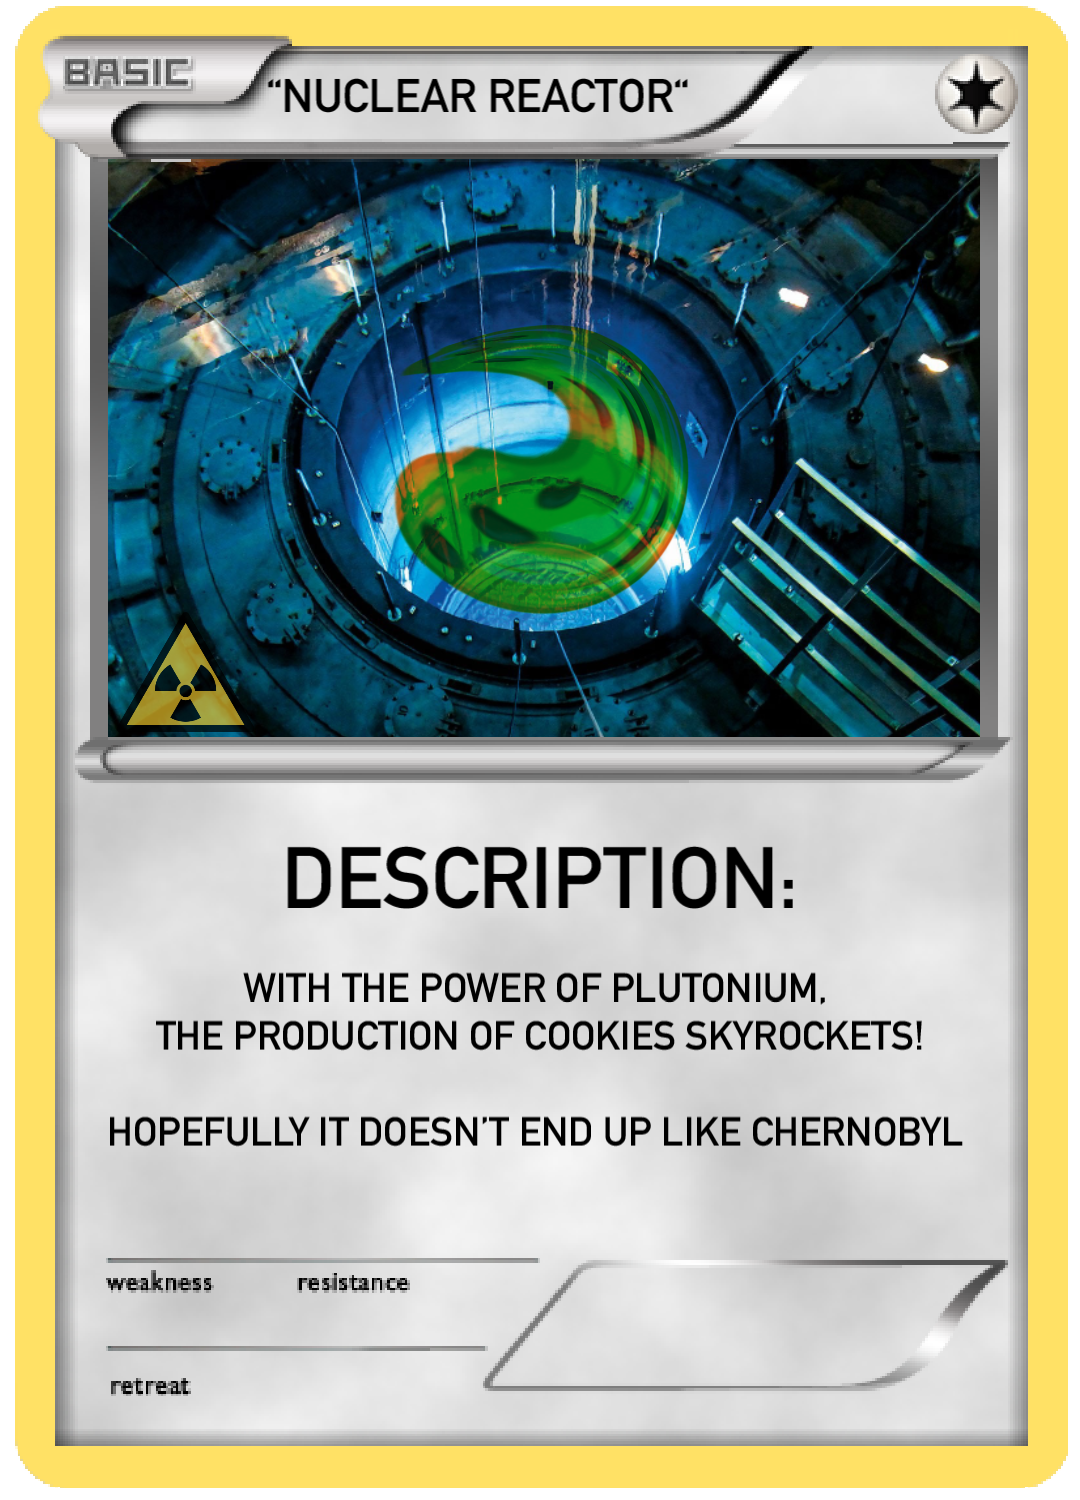 BASIC
“NUCLEAR REACTOR“
DESCRIPTION:
WITH THE POWER OF PLUTONIUM,
THE PRODUCTION OF COOKIES SKYROCKETS!
HOPEFULLY IT DOESN'T END UP LIKE CHERNOBYL
weakness resistance
retreat